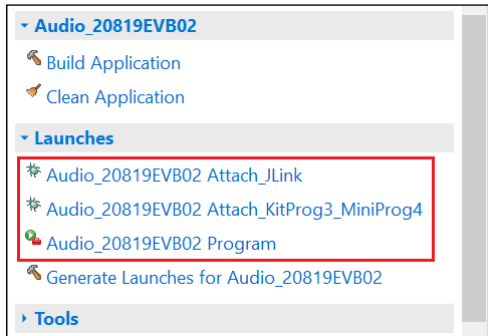 Audio_20819EVB02
Build Application
Clean Application
Launches
Audio_20819EVB02 Attach_JLink
Audio_20819EVB02 Attach_KitProg3_MiniProg4
Audio_20819EVB02 Program
Generate Launches for Audio_20819EVB02
Tools